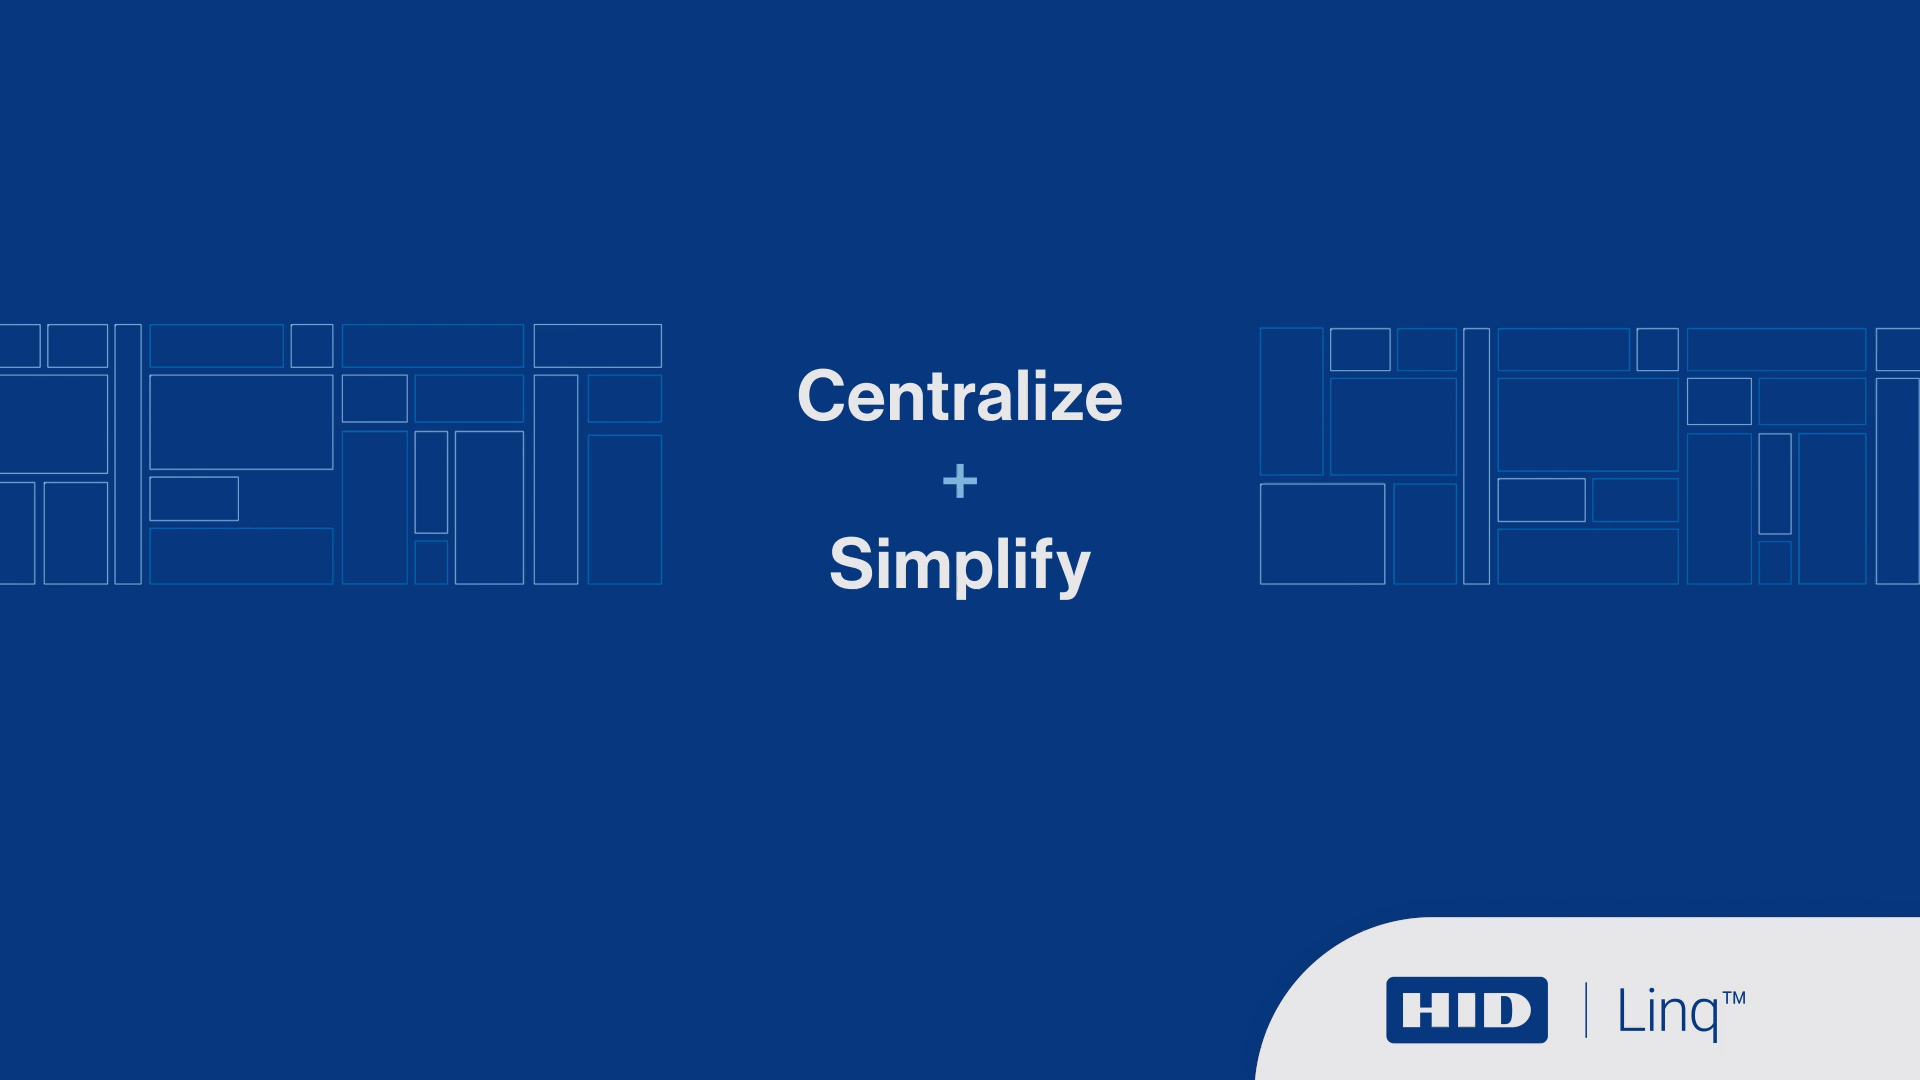 Centralize
+
Simplify
HID | Linq™